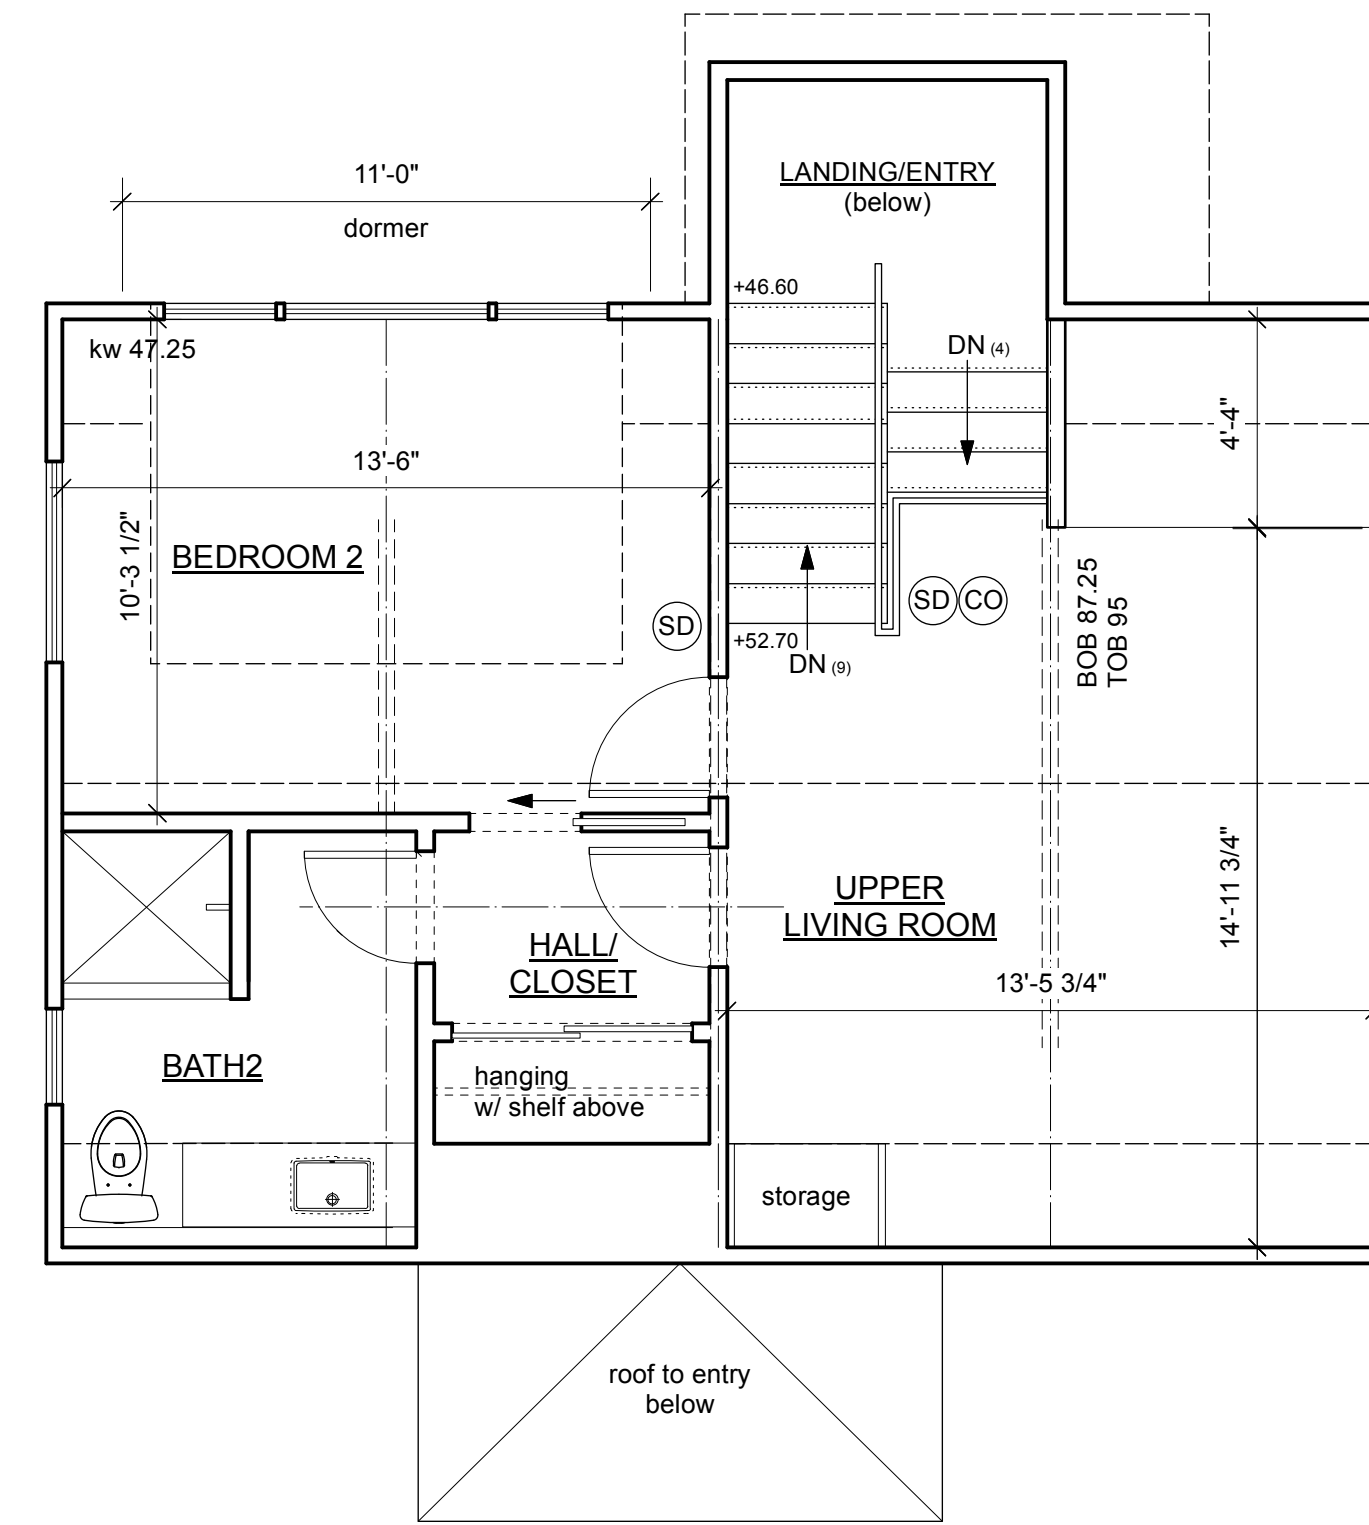 11'-0"
dormer
LANDING/ENTRY
(below)
+46.60
kw 47.25
DN (4)
4'-4"
13'-6"
10'-3 1/2"
BEDROOM 2
SD
SD
CO
BOB 87.25
TOB 95
+52.70
DN (9)
UPPER
LIVING ROOM
14'-11 3/4"
HALL/
CLOSET
13'-5 3/4"
BATH2
hanging
w/ shelf above
storage
roof to entry
below